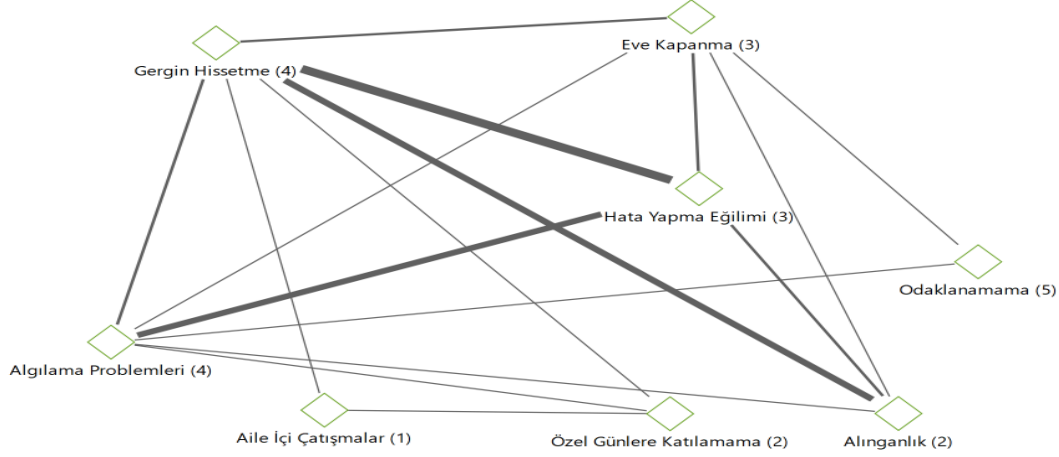 Eve Kapanma (3)
Gergin Hissetme (4)
Hata Yapma Eğilimi (3)
Odaklanamama (5)
Algılama Problemleri (4)
Aile İçi Çatışmalar (1)
Özel Günlere Katılamama (2)
Alınganlık (2)